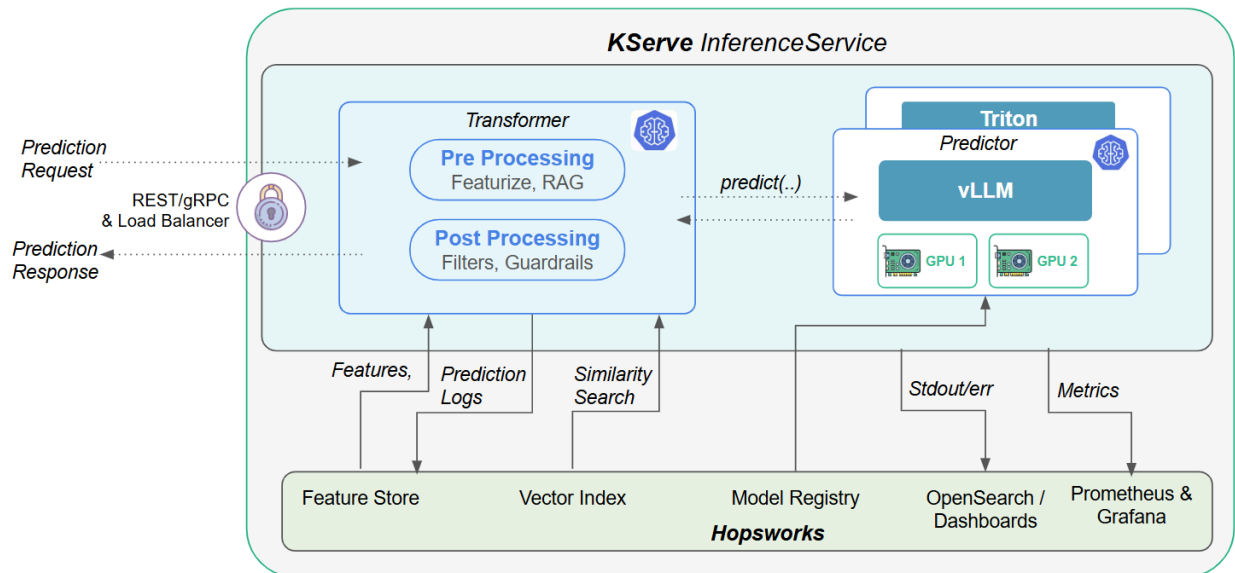 KServe InferenceService
Transformer
Pre Processing
Featurize, RAG
Post Processing
Filters, Guardrails
Prediction
Request
REST/gRPC
& Load Balancer
Prediction
Response
predict(..)
Triton
Predictor
vLLM
GPU 1
GPU 2
Features,
Prediction
Logs
Similarity
Search
Stdout/err
Metrics
Feature Store
Vector Index
Model Registry
OpenSearch /
Dashboards
Prometheus &
Grafana
Hopsworks